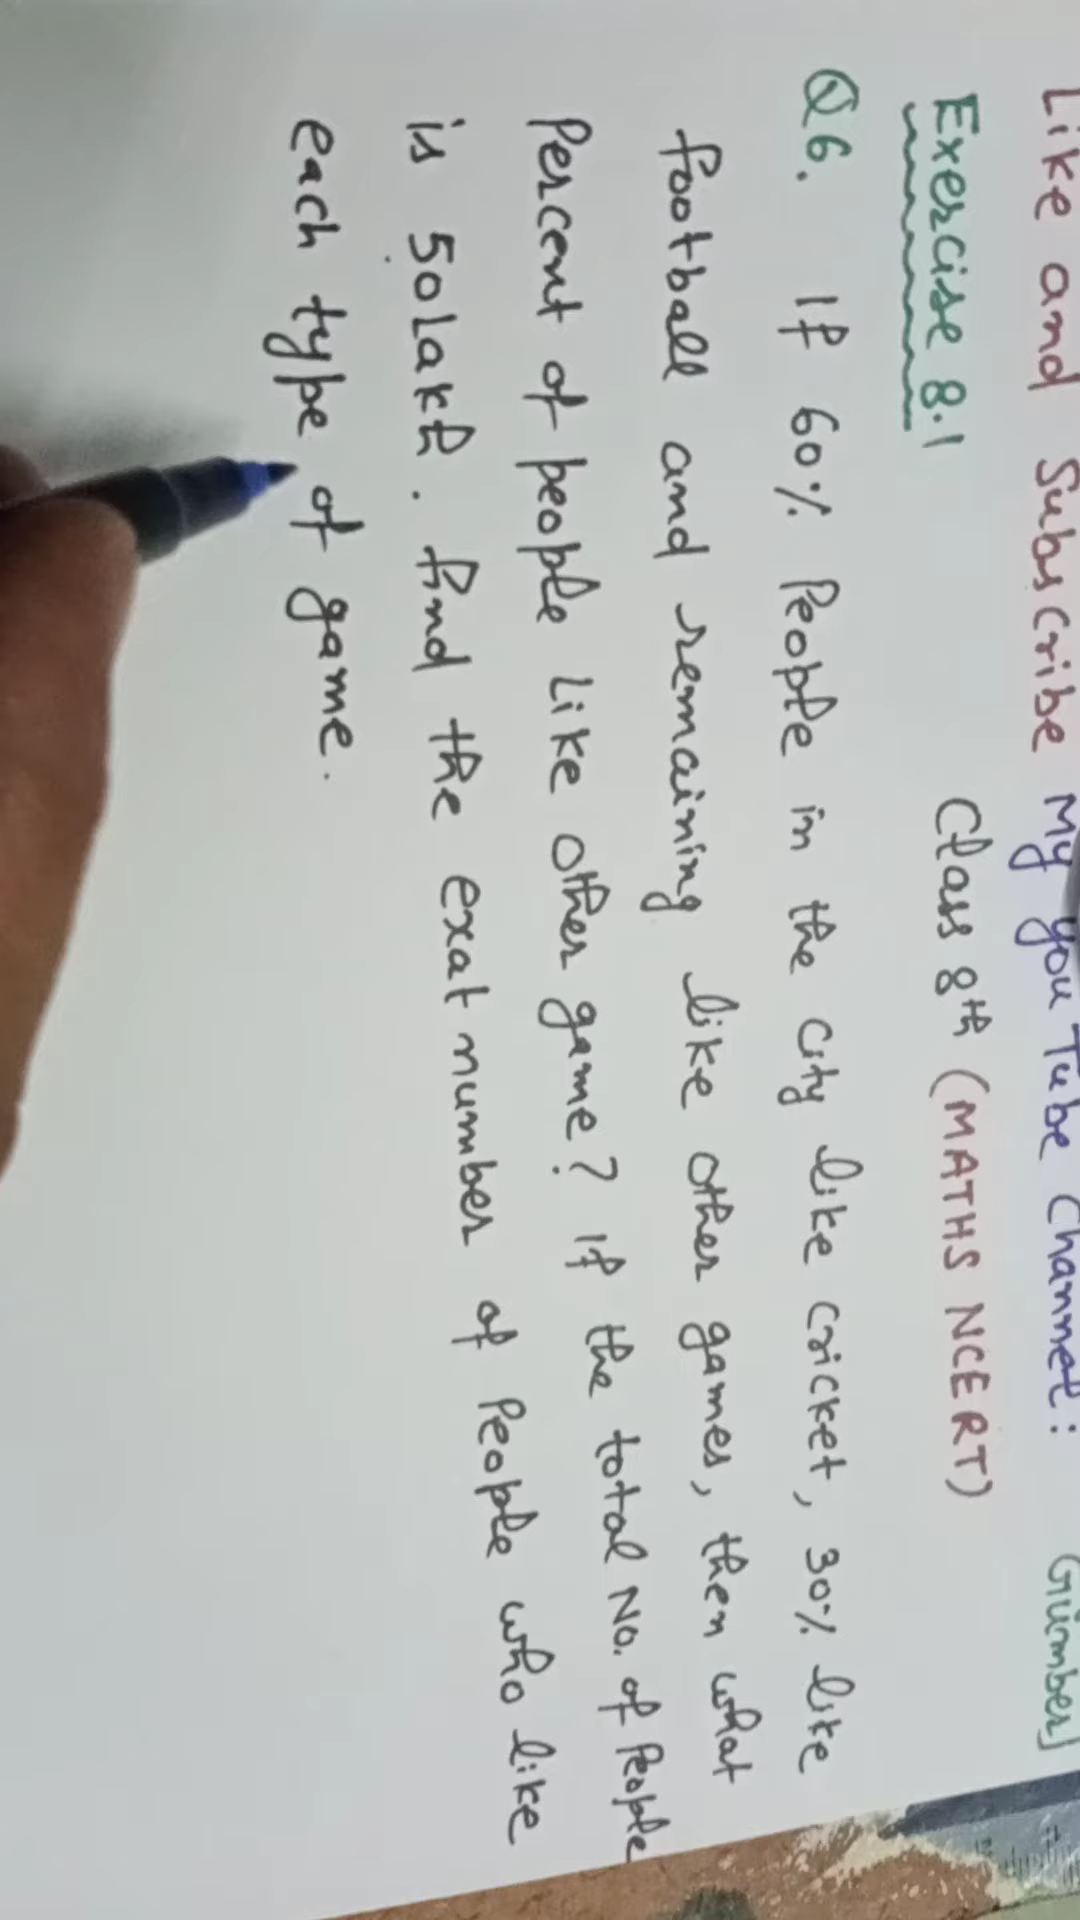 Like and Subscribe My YouTube Channel: Gumber]
Exercise 8.1 Class 8th (MATHS NCERT)
Q6. If 60% People in the city like cricket, 30% like
football and remaining like other games, then what
Percent of people like other game? If the total No. of People
is 50 Lakh. find the exat number of People who like
each type of game.